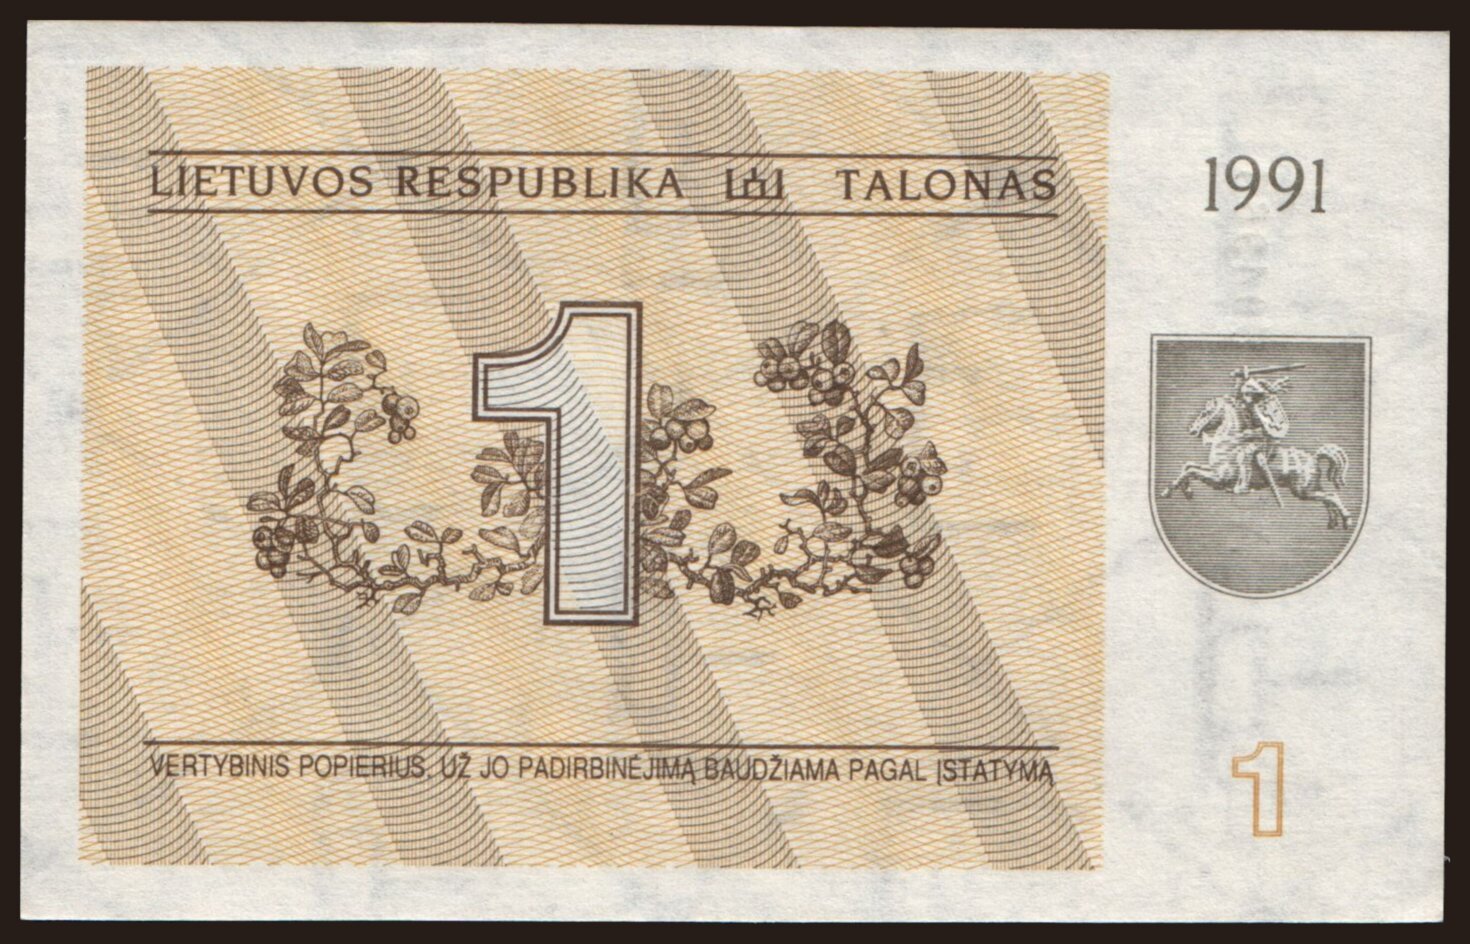 LIETUVOS RESPUBLIKA TALONAS
1991
1
VERTYBINIS POPIERIUS. UŽ JO PADIRBINĖJIMĄ BAUDŽIAMA PAGAL ĮSTATYMĄ
1